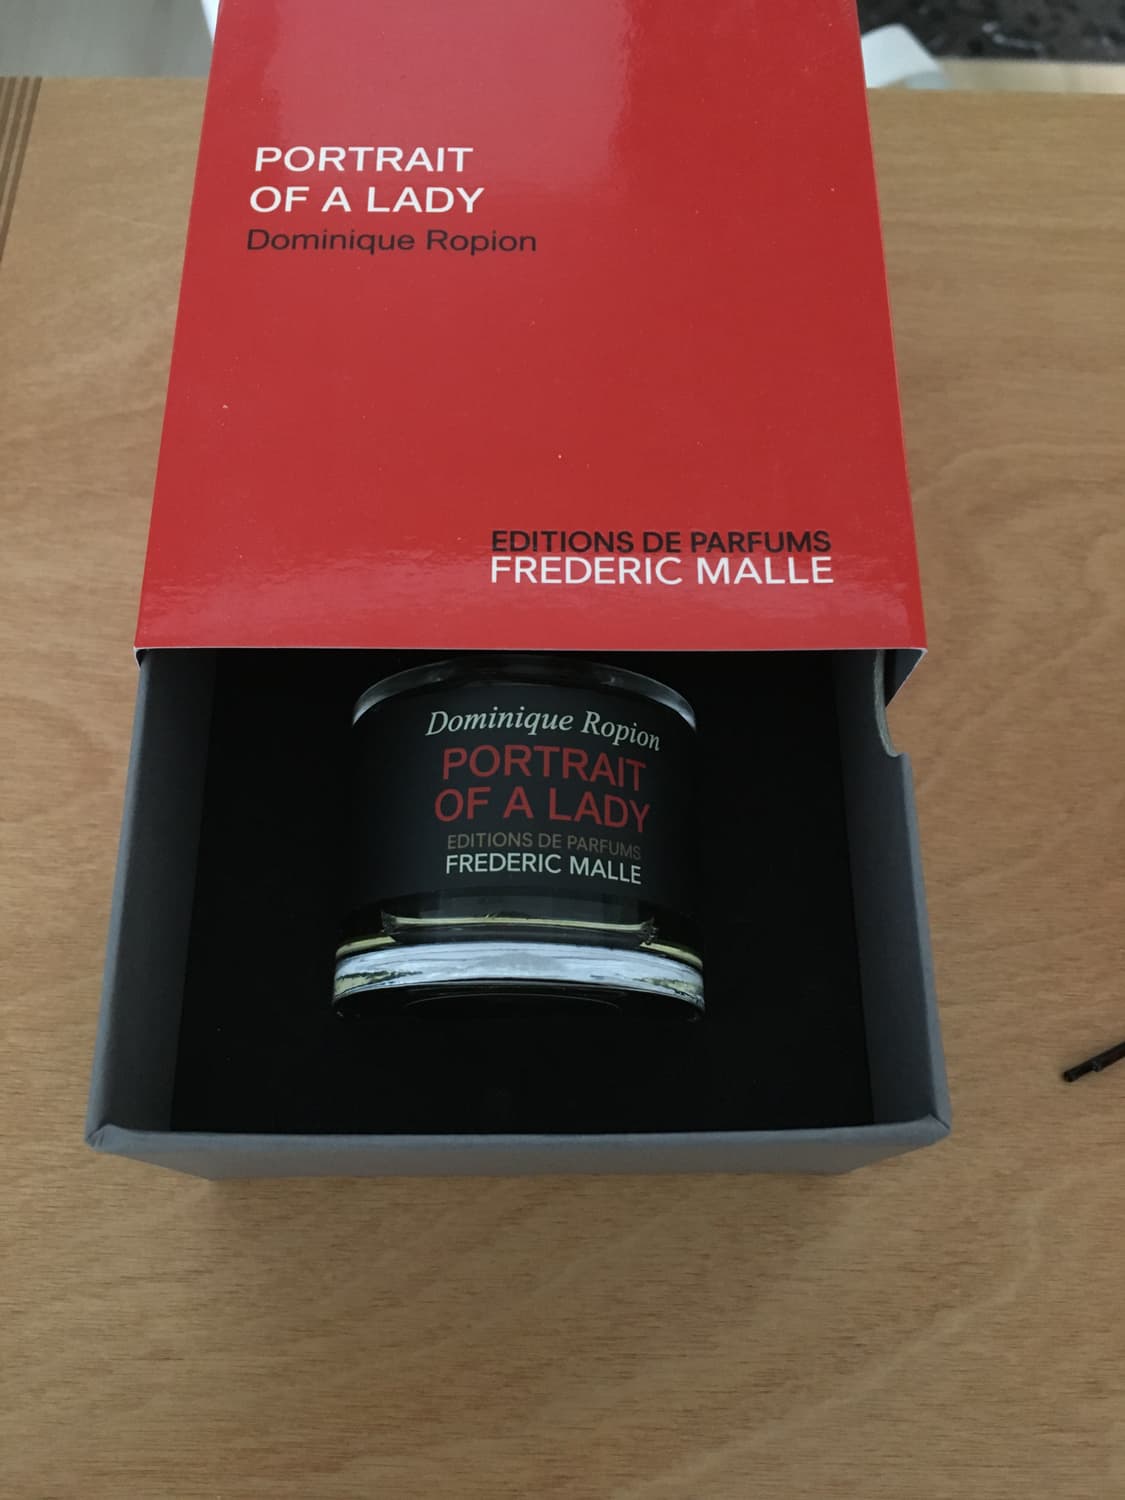 PORTRAIT
OF A LADY
Dominique Ropion
EDITIONS DE PARFUMS
FREDERIC MALLE
Dominique Ropion
PORTRAIT
OF A LADY
EDITIONS DE PARFUMS
FREDERIC MALLE